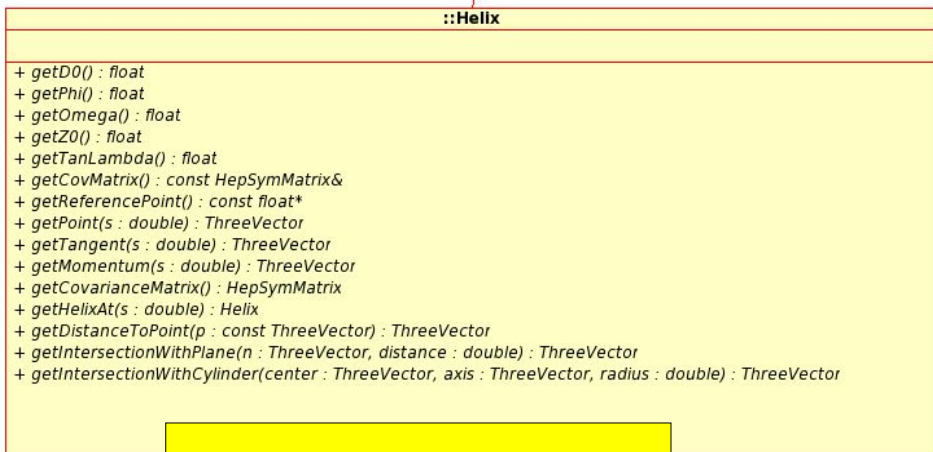 ::Helix
+ getD0() : float
+ getPhi() : float
+ getOmega() : float
+ getZ0() : float
+ getTanLambda() : float
+ getCovMatrix() : const HepSymMatrix&
+ getReferencePoint() : const float*
+ getPoint(s : double) : ThreeVector
+ getTangent(s : double) : ThreeVector
+ getMomentum(s : double) : ThreeVector
+ getCovarianceMatrix() : HepSymMatrix
+ getHelixAt(s : double) : Helix
+ getDistanceToPoint(p : const ThreeVector) : ThreeVector
+ getIntersectionWithPlane(n : ThreeVector, distance : double) : ThreeVector
+ getIntersectionWithCylinder(center : ThreeVector, axis : ThreeVector, radius : double) : ThreeVector